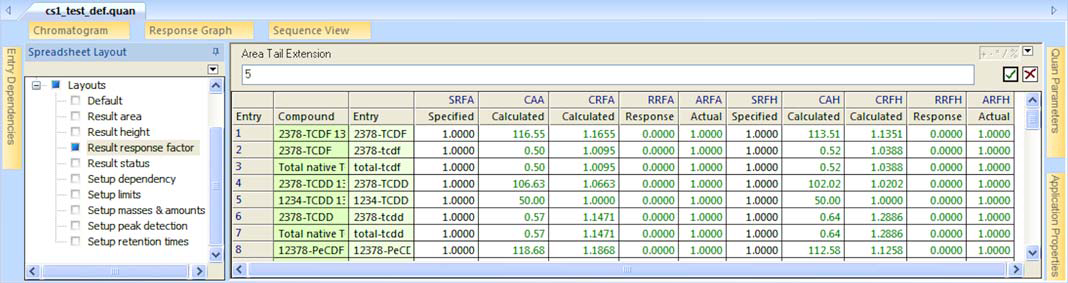 cs1_test_def.quan
Chromatogram Response Graph Sequence View
Entry Dependencies
Spreadsheet Layout
Layouts
Default
Result area
Result height
Result response factor
Result status
Setup dependency
Setup limits
Setup masses & amounts
Setup peak detection
Setup retention times
Area Tail Extension
5
SRFA CAA CRFA RRFA ARFA SRFH CAH CRFH RRFH ARFH
Entry Compound Entry Specified Calculated Calculated Response Actual Specified Calculated Calculated Response Actual
1 2378-TCDF 13 2378-TCDF 1.0000 116.55 1.1655 0.0000 1.0000 1.0000 113.51 1.1351 0.0000 1.0000
2 2378-TCDF 2378-tcdf 1.0000 0.50 1.0095 0.0000 1.0000 1.0000 0.52 1.0388 0.0000 1.0000
3 Total native T total-tcdf 1.0000 0.50 1.0095 0.0000 1.0000 1.0000 0.52 1.0388 0.0000 1.0000
4 2378-TCDD 13 2378-TCDD 1.0000 106.63 1.0663 0.0000 1.0000 1.0000 102.02 1.0202 0.0000 1.0000
5 1234-TCDD 13 1234-TCDD 1.0000 50.00 1.0000 0.0000 1.0000 1.0000 50.00 1.0000 0.0000 1.0000
6 2378-TCDD 2378-tcdd 1.0000 0.57 1.1471 0.0000 1.0000 1.0000 0.64 1.2886 0.0000 1.0000
7 Total native T total-tcdd 1.0000 0.57 1.1471 0.0000 1.0000 1.0000 0.64 1.2886 0.0000 1.0000
8 12378-PeCDF 12378-PeCD 1.0000 118.68 1.1868 0.0000 1.0000 1.0000 112.58 1.1258 0.0000 1.0000
Quan Parameters
Application Properties